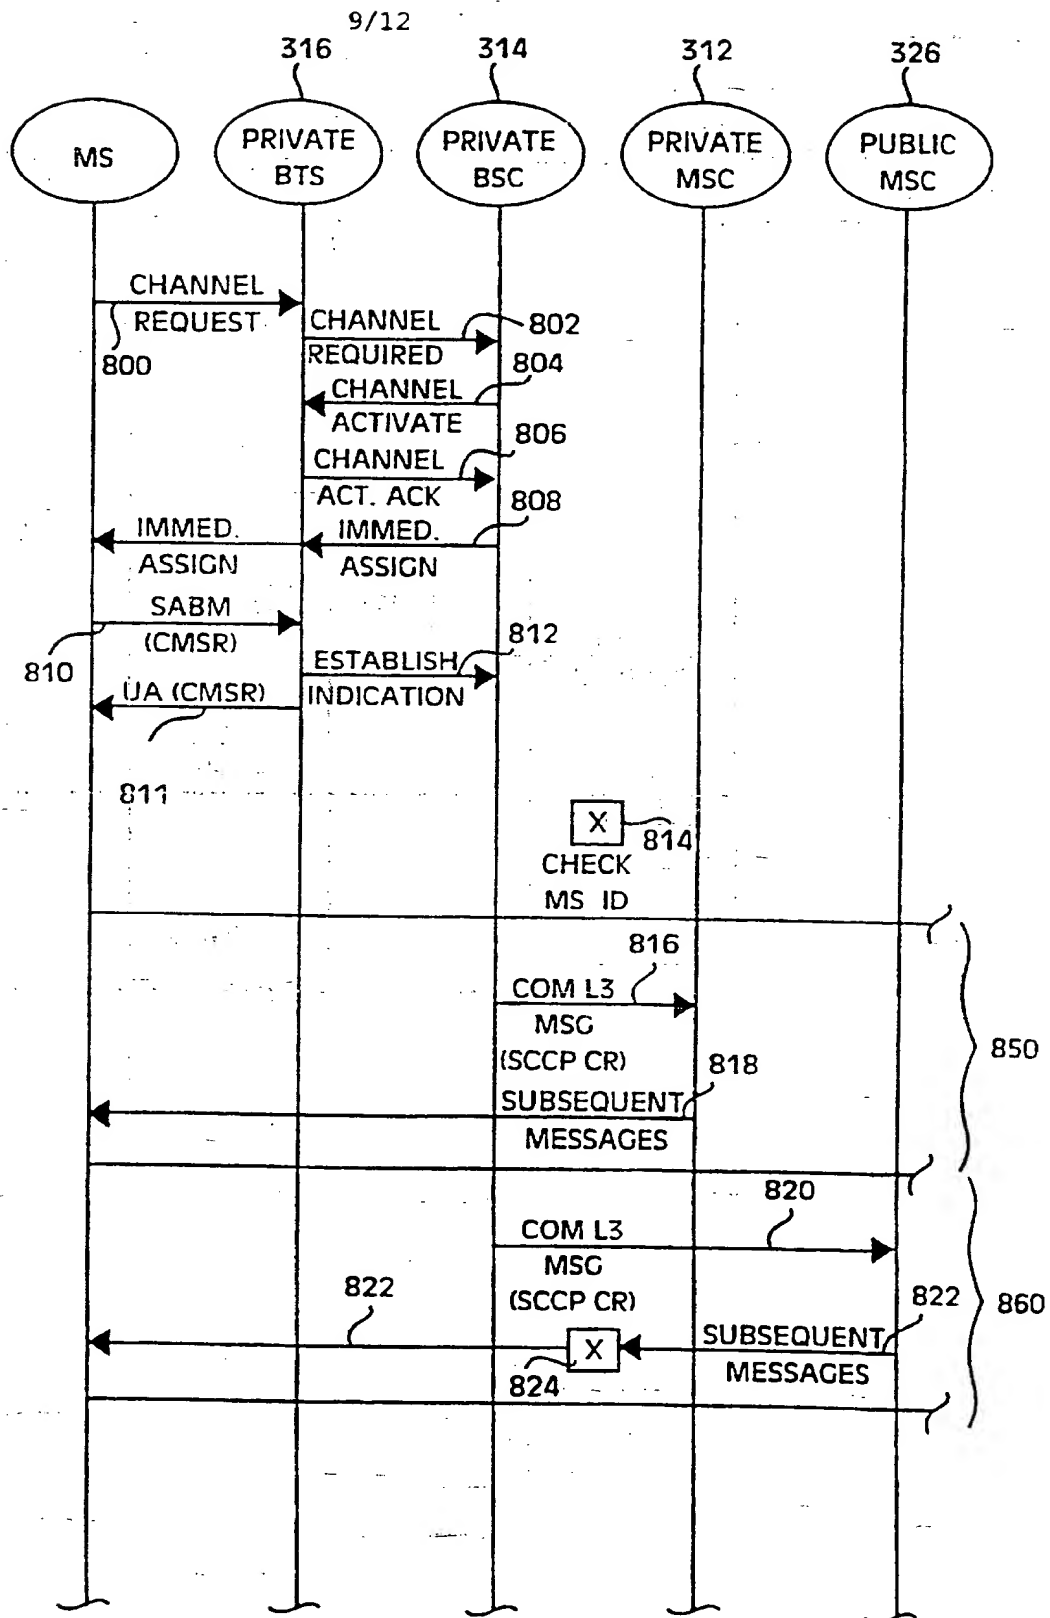 9/12
316
314
312
326
MS
PRIVATE
BTS
PRIVATE
BSC
PRIVATE
MSC
PUBLIC
MSC
CHANNEL
REQUEST
800
CHANNEL
REQUIRED
802
804
CHANNEL
ACTIVATE
806
CHANNEL
ACT. ACK
808
IMMED.
ASSIGN
IMMED.
ASSIGN
SABM
(CMSR)
810
812
ESTABLISH
INDICATION
UA (CMSR)
811
X
814
CHECK
MS ID
816
COM L3
MSG
(SCCP CR)
850
818
SUBSEQUENT
MESSAGES
820
COM L3
MSG
(SCCP CR)
860
822
822
SUBSEQUENT
MESSAGES
X
824